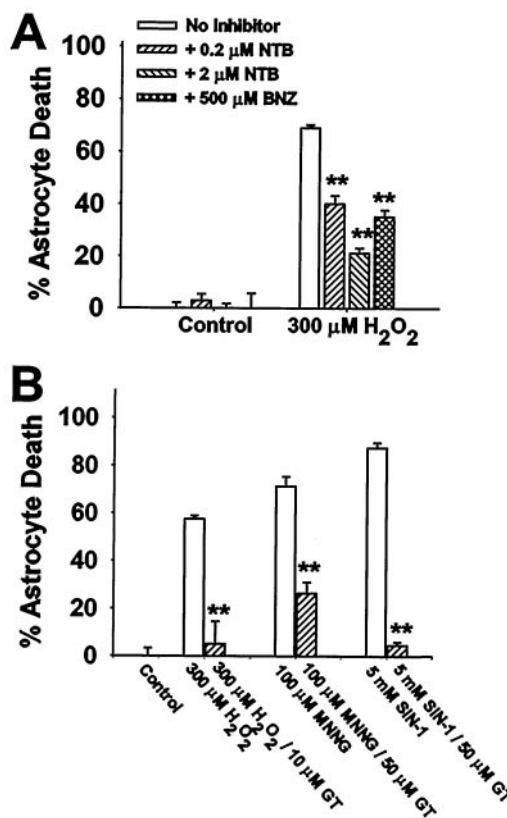 A
No Inhibitor
+ 0.2 µM NTB
+ 2 µM NTB
+ 500 µM BNZ
% Astrocyte Death
100
80
60
40
20
0
**
**
**
Control
300 µM H2O2
B
% Astrocyte Death
100
80
60
40
20
0
**
**
**
Control
300 µM H2O2
300 µM H2O2 / 10 µM GT
100 µM MNNG
100 µM MNNG / 50 µM GT
5 mM SIN-1
5 mM SIN-1 / 50 µM GT